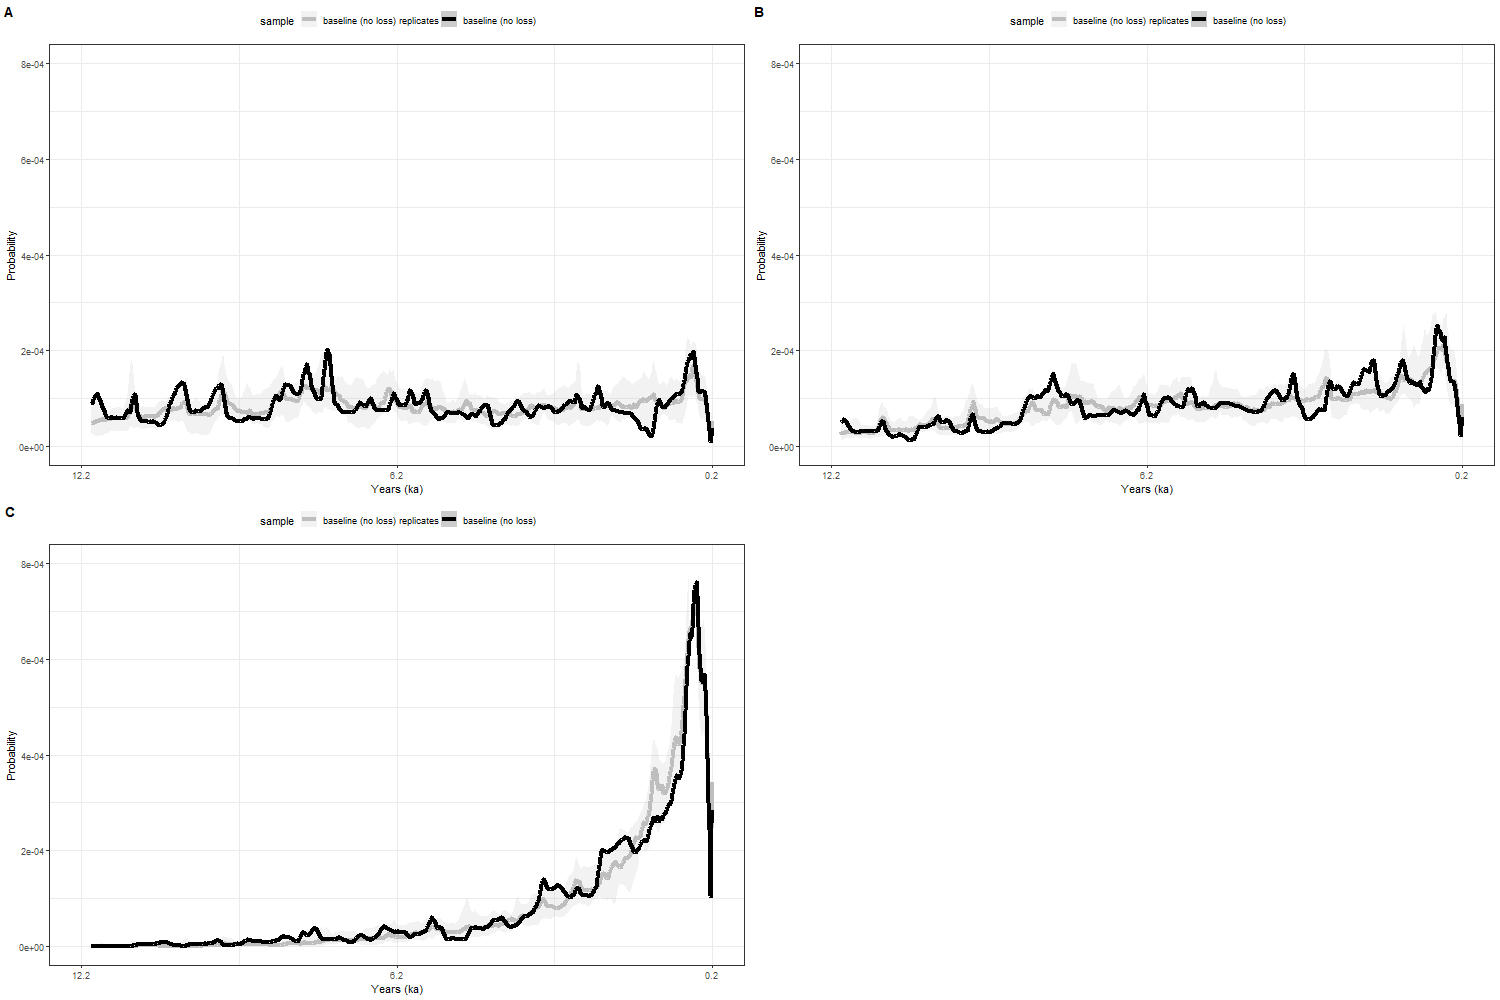 A
sample baseline (no loss) replicates baseline (no loss)
8e-04
6e-04
4e-04
2e-04
0e+00
Probability
12.2 6.2 0.2
Years (ka)
B
sample baseline (no loss) replicates baseline (no loss)
8e-04
6e-04
4e-04
2e-04
0e+00
Probability
12.2 6.2 0.2
Years (ka)
C
sample baseline (no loss) replicates baseline (no loss)
8e-04
6e-04
4e-04
2e-04
0e+00
Probability
12.2 6.2 0.2
Years (ka)